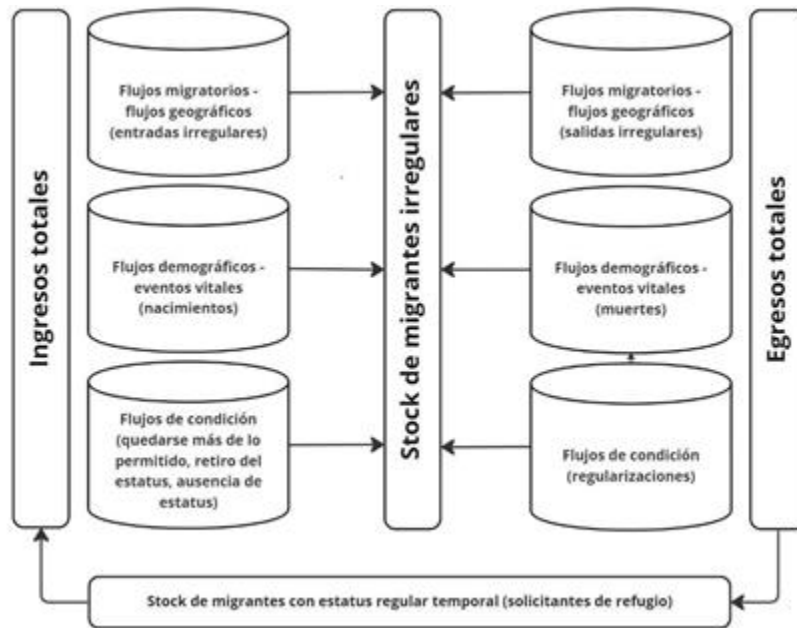 Ingresos totales
Flujos migratorios -
flujos geográficos
(entradas irregulares)
Flujos demográficos -
eventos vitales
(nacimientos)
Flujos de condición
(quedarse más de lo
permitido, retiro del
estatus, ausencia de
estatus)
Stock de migrantes irregulares
Flujos migratorios -
flujos geográficos
(salidas irregulares)
Flujos demográficos -
eventos vitales
(muertes)
Flujos de condición
(regularizaciones)
Egresos totales
Stock de migrantes con estatus regular temporal (solicitantes de refugio)